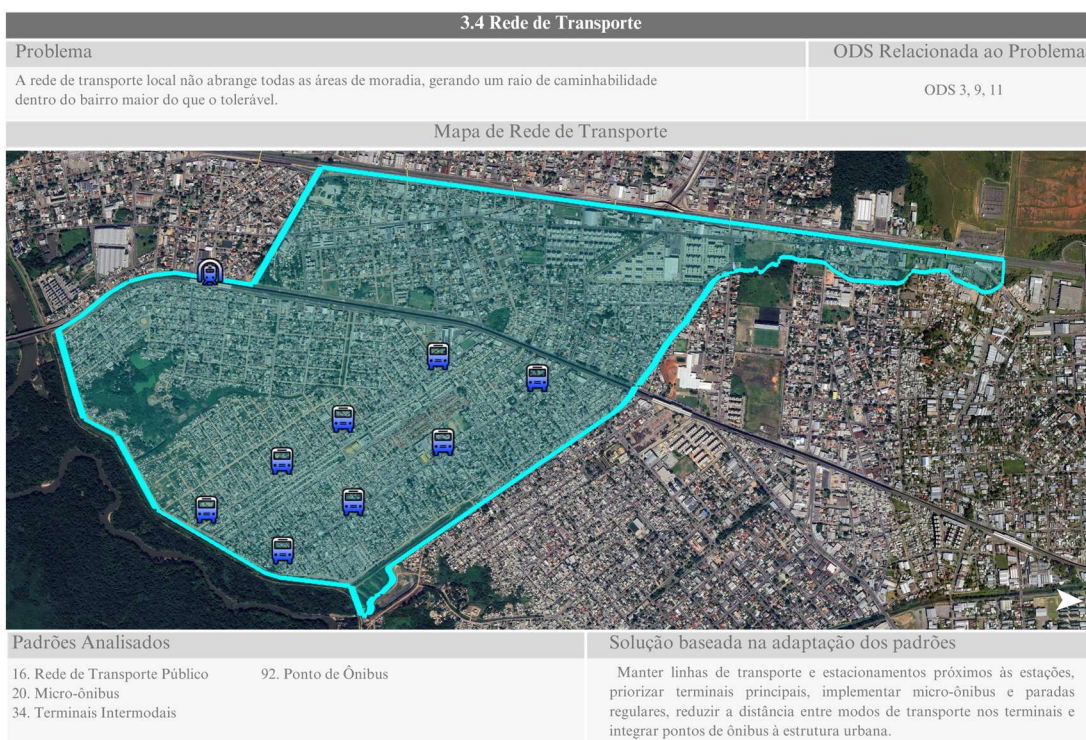 3.4 Rede de Transporte
Problema
ODS Relacionada ao Problema
A rede de transporte local não abrange todas as áreas de moradia, gerando um raio de caminhabilidade
dentro do bairro maior do que o tolerável.
ODS 3, 9, 11
Mapa de Rede de Transporte
Padrões Analisados
16. Rede de Transporte Público
20. Micro-ônibus
34. Terminais Intermodais
92. Ponto de Ônibus
Solução baseada na adaptação dos padrões
Manter linhas de transporte e estacionamentos próximos às estações,
priorizar terminais principais, implementar micro-ônibus e paradas
regulares, reduzir a distância entre modos de transporte nos terminais e
integrar pontos de ônibus à estrutura urbana.